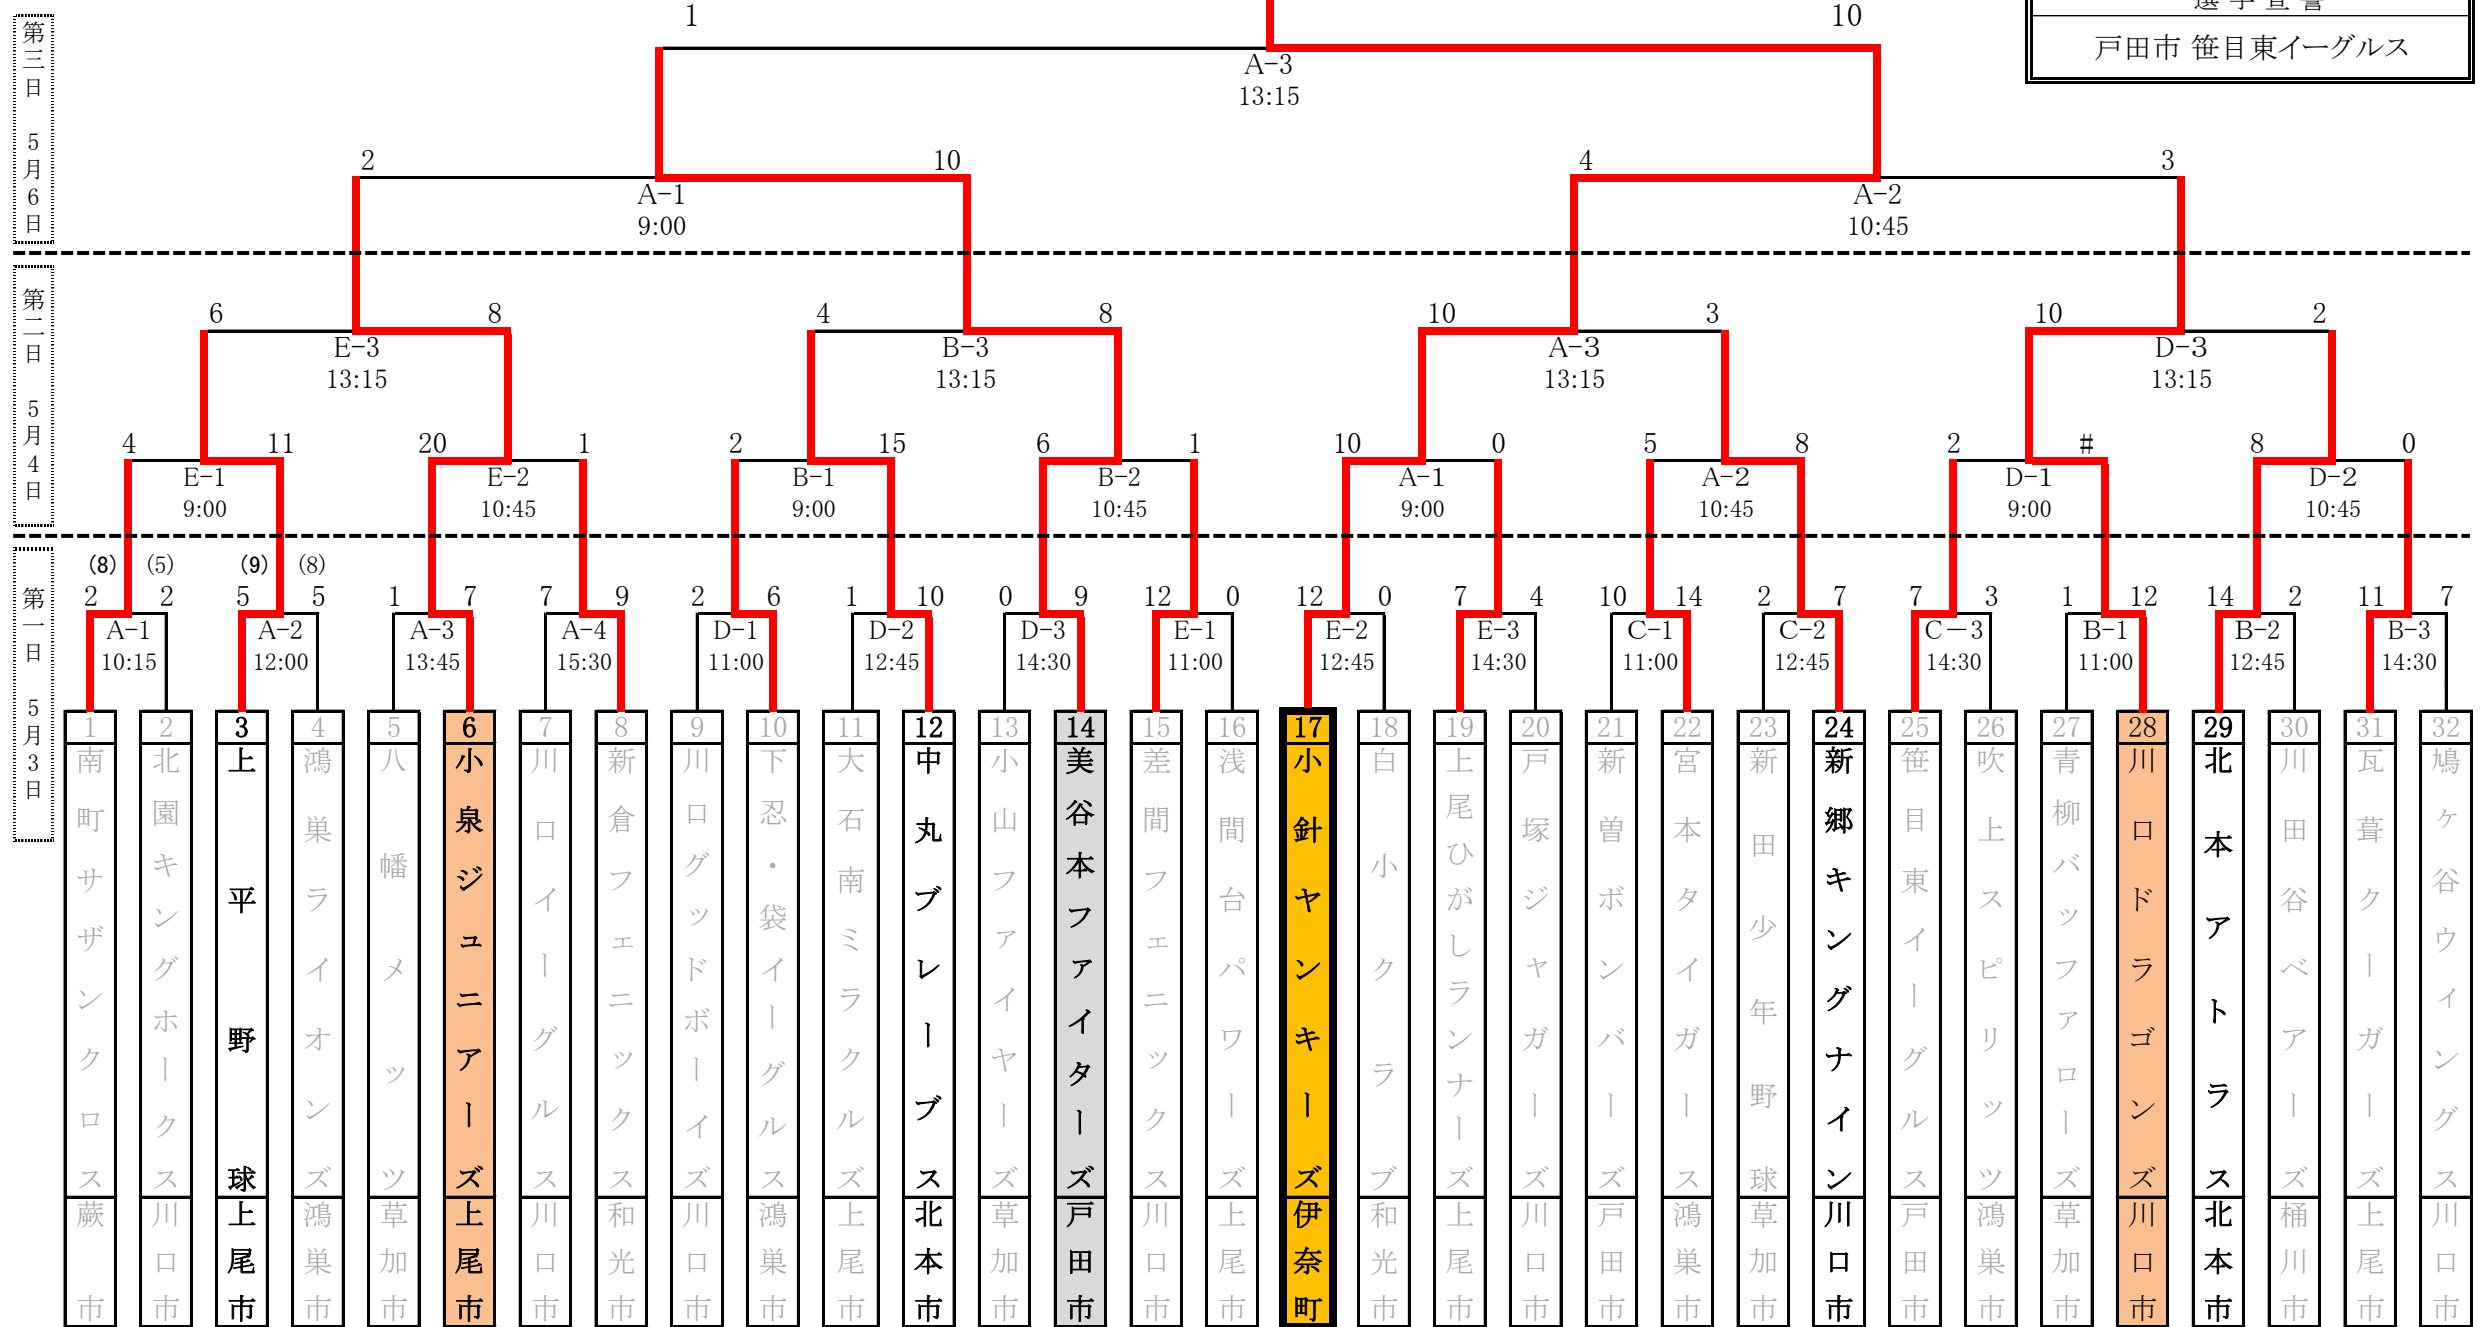 選手宣誓
戸田市 笹目東イーグルス
第三日 5月6日
1 10
A-3
13:15
2 10 4 3
A-1 A-2
9:00 10:45
第二日 5月4日
6 8 4 8 10 3 10 2
E-3 B-3 A-3 D-3
13:15 13:15 13:15 13:15
4 11 20 1 2 15 6 1 10 0 5 8 2 # 8 0
E-1 E-2 B-1 B-2 A-1 A-2 D-1 D-2
9:00 10:45 9:00 10:45 9:00 10:45 9:00 10:45
第一日 5月3日
(8) (5) (9) (8)
2 2 5 5 1 7 7 9 2 6 1 10 0 9 12 0 12 0 7 4 10 14 2 7 7 3 1 12 14 2 11 7
A-1 A-2 A-3 A-4 D-1 D-2 D-3 E-1 E-2 E-3 C-1 C-2 C－3 B-1 B-2 B-3
10:15 12:00 13:45 15:30 11:00 12:45 14:30 11:00 12:45 14:30 11:00 12:45 14:30 11:00 12:45 14:30
1 南町サザンクロス 蕨市
2 北園キングホークス 川口市
3 上平野球 上尾市
4 鴻巣ライオンズ 鴻巣市
5 八幡メッツ 草加市
6 小泉ジュニアーズ 上尾市
7 川口イーグルス 川口市
8 新倉フェニックス 和光市
9 川口グッドボーイズ 川口市
10 下忍・袋イーグルス 鴻巣市
11 大石南ミラクルズ 上尾市
12 中丸ブレーブス 北本市
13 小山ファイヤーズ 草加市
14 美谷本ファイターズ 戸田市
15 差間フェニックス 川口市
16 浅間台パワーズ 上尾市
17 小針ヤンキーズ 伊奈町
18 白小クラブ 和光市
19 上尾ひがしランナーズ 上尾市
20 戸塚ジャガーズ 川口市
21 新曽ボンバーズ 戸田市
22 宮本タイガース 鴻巣市
23 新田少年野球 草加市
24 新郷キングナイン 川口市
25 笹目東イーグルス 戸田市
26 吹上スピリッツ 鴻巣市
27 青柳バッファローズ 草加市
28 川口ドラゴンズ 川口市
29 北本アトラス 北本市
30 川田谷ベアーズ 桶川市
31 瓦葺クーガーズ 上尾市
32 鳩ヶ谷ウィングス 川口市